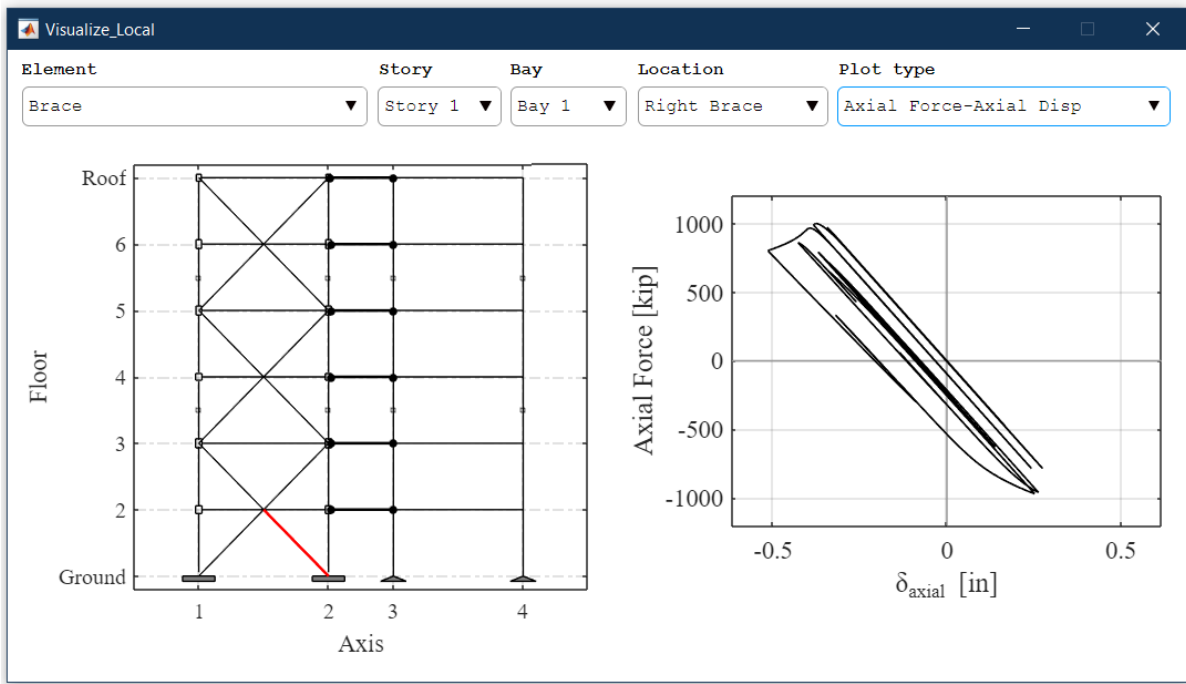 Visualize_Local
Element Story Bay Location Plot type
Brace Story 1 Bay 1 Right Brace Axial Force-Axial Disp
Roof
6
5
4
3
2
Ground
Floor
1 2 3 4
Axis
1000
500
0
-500
-1000
Axial Force [kip]
-0.5 0 0.5
δaxial [in]